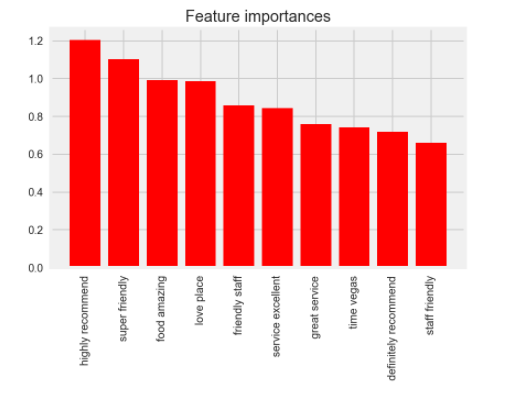 Feature importances
1.2
1.0
0.8
0.6
0.4
0.2
0.0
highly recommend
super friendly
food amazing
love place
friendly staff
service excellent
great service
time vegas
definitely recommend
staff friendly